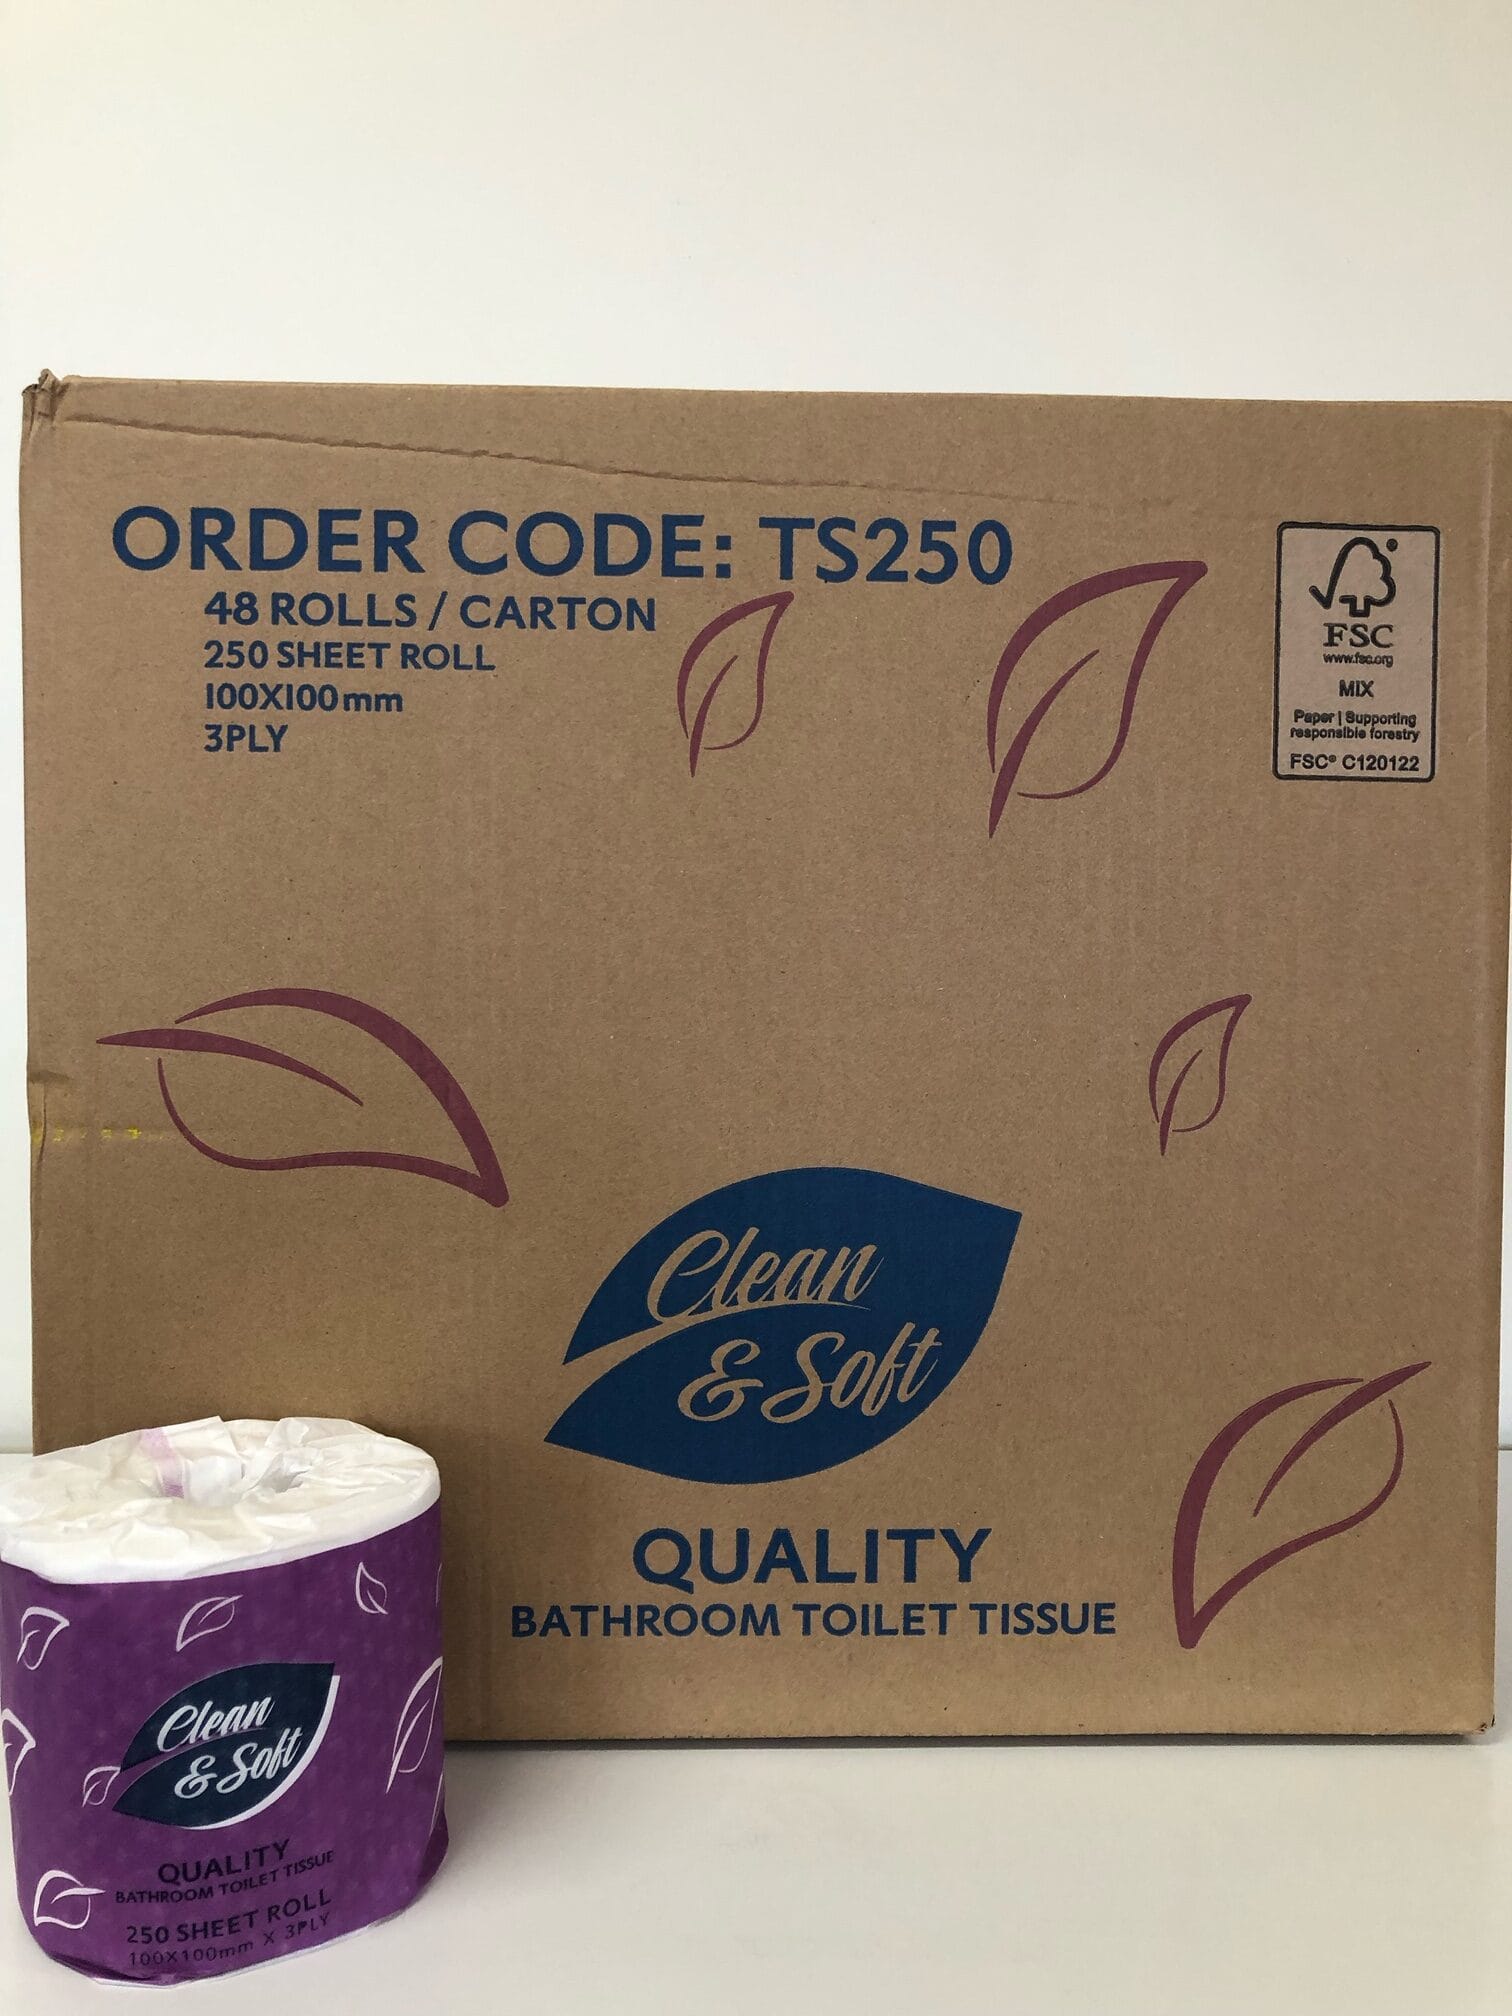 ORDER CODE: TS250
48 ROLLS / CARTON
250 SHEET ROLL
100X100mm
3PLY
FSC®
www.fsc.org
MIX
Paper | Supporting
responsible forestry
FSC® C120122
Clean
& Soft
QUALITY
BATHROOM TOILET TISSUE
Clean
& Soft
QUALITY
BATHROOM TOILET TISSUE
250 SHEET ROLL
100X100mm X 3PLY